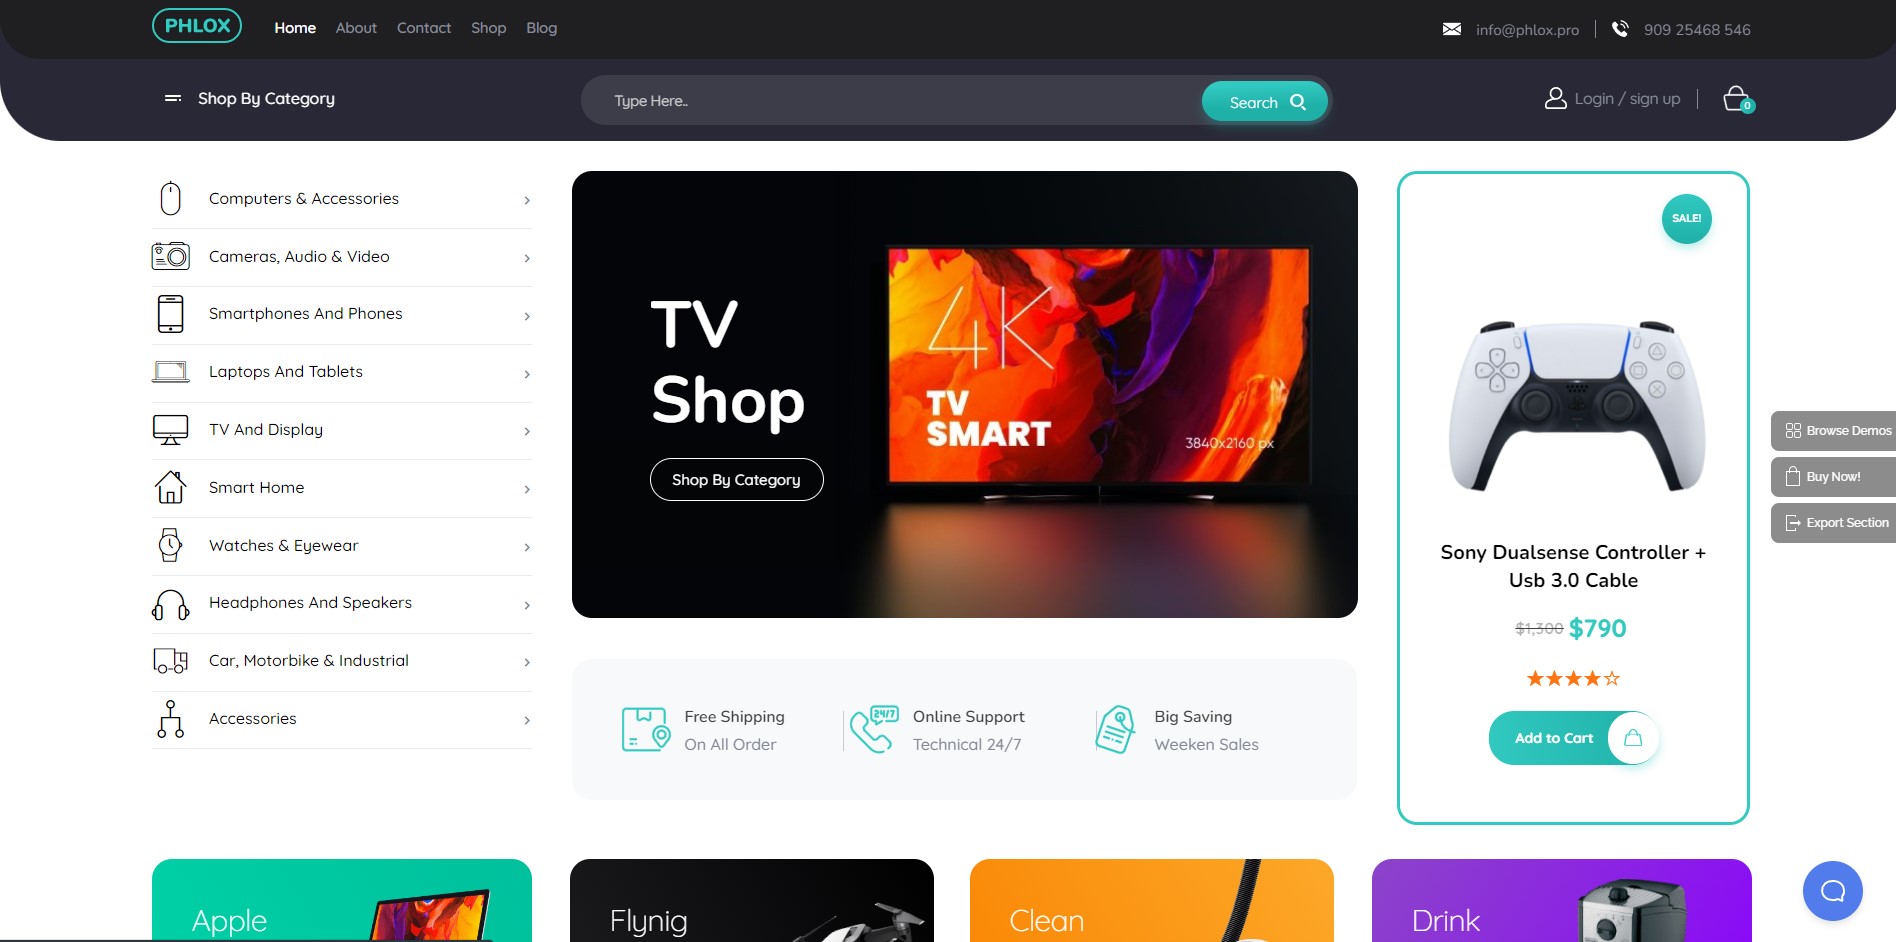 PHLOX
Home
About
Contact
Shop
Blog
info@phlox.pro
909 25468 546
Shop By Category
Type Here..
Search
Login / sign up
0
Computers & Accessories
Cameras, Audio & Video
Smartphones And Phones
Laptops And Tablets
TV And Display
Smart Home
Watches & Eyewear
Headphones And Speakers
Car, Motorbike & Industrial
Accessories
TV
Shop
Shop By Category
4K
TV
SMART
3840x2160 px
Free Shipping
On All Order
24/7
Online Support
Technical 24/7
Big Saving
Weeken Sales
SALE!
Sony Dualsense Controller +
Usb 3.0 Cable
$1,300 $790
Add to Cart
Browse Demos
Buy Now!
Export Section
Apple
Flynig
Clean
Drink